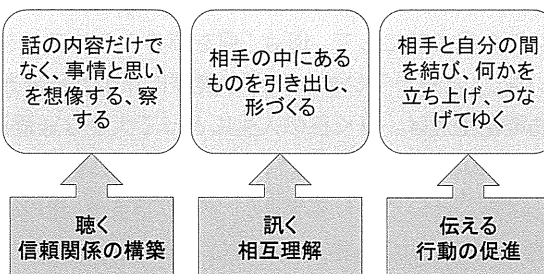 話の内容だけで
なく、事情と思い
を想像する、察
する
相手の中にある
ものを引き出し、
形づくる
相手と自分の間
を結び、何かを
立ち上げ、つな
げてゆく
聴く
信頼関係の構築
訊く
相互理解
伝える
行動の促進